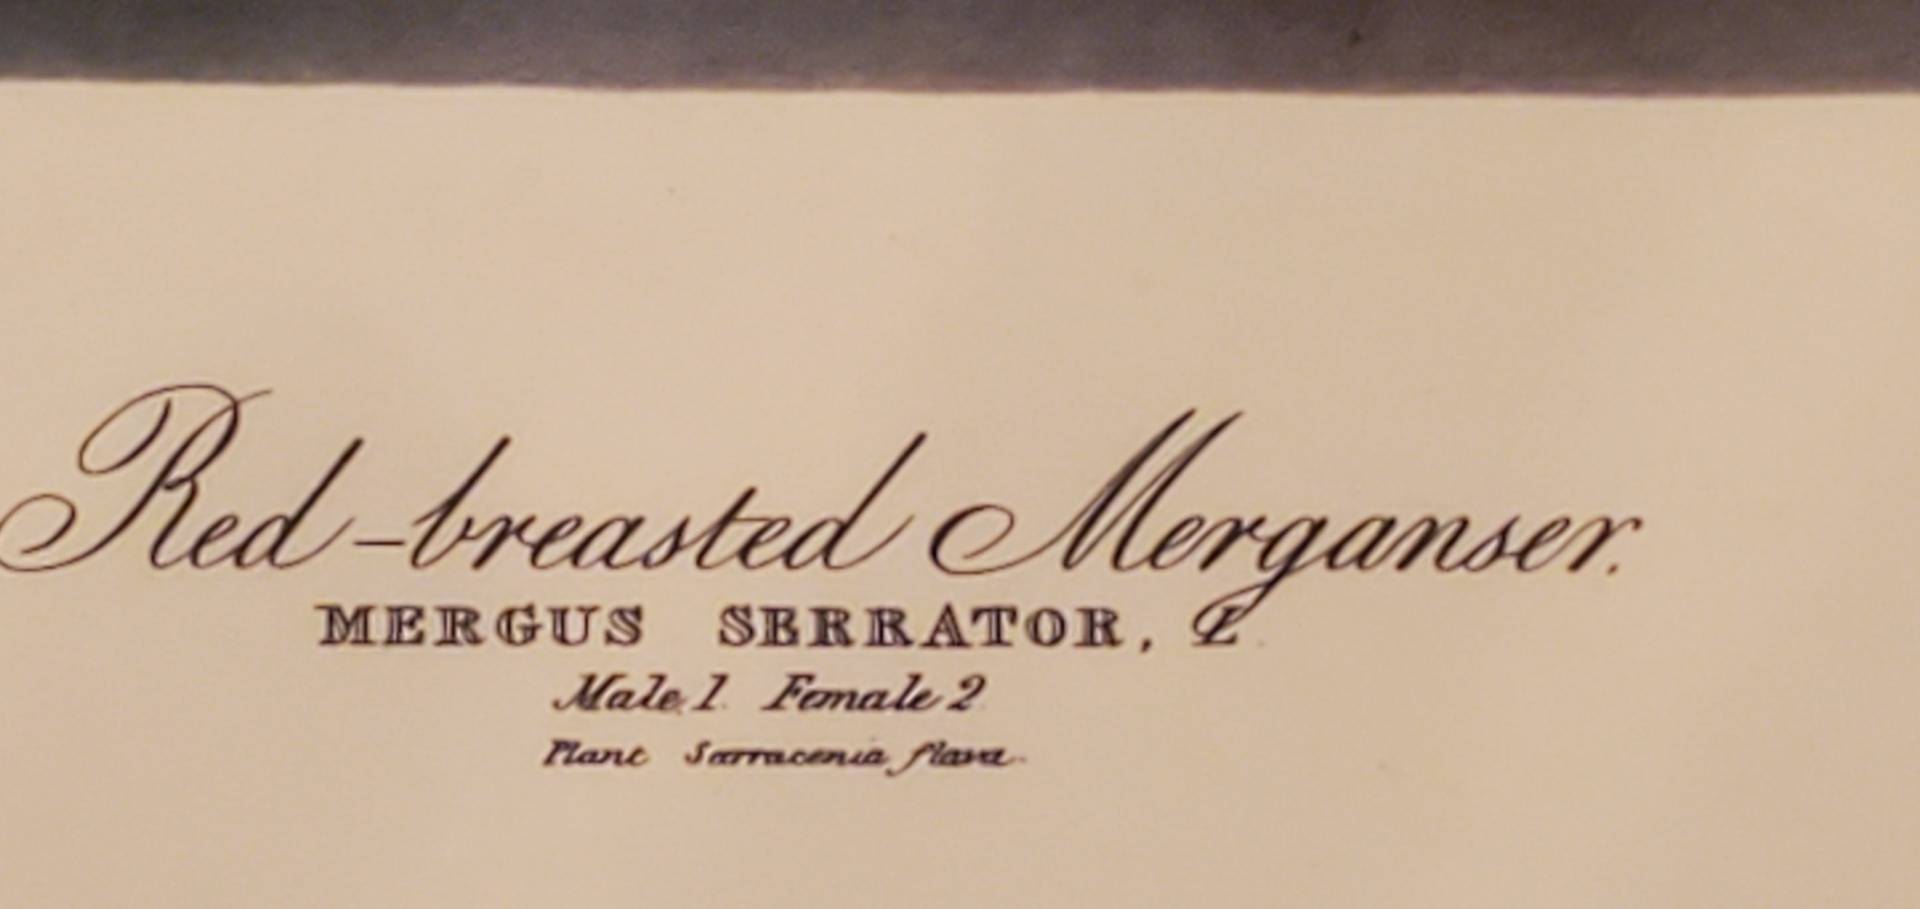 Red-breasted Merganser.
MERGUS SERRATOR, L.
Male, 1. Female 2
Plant Sarracenia flava.